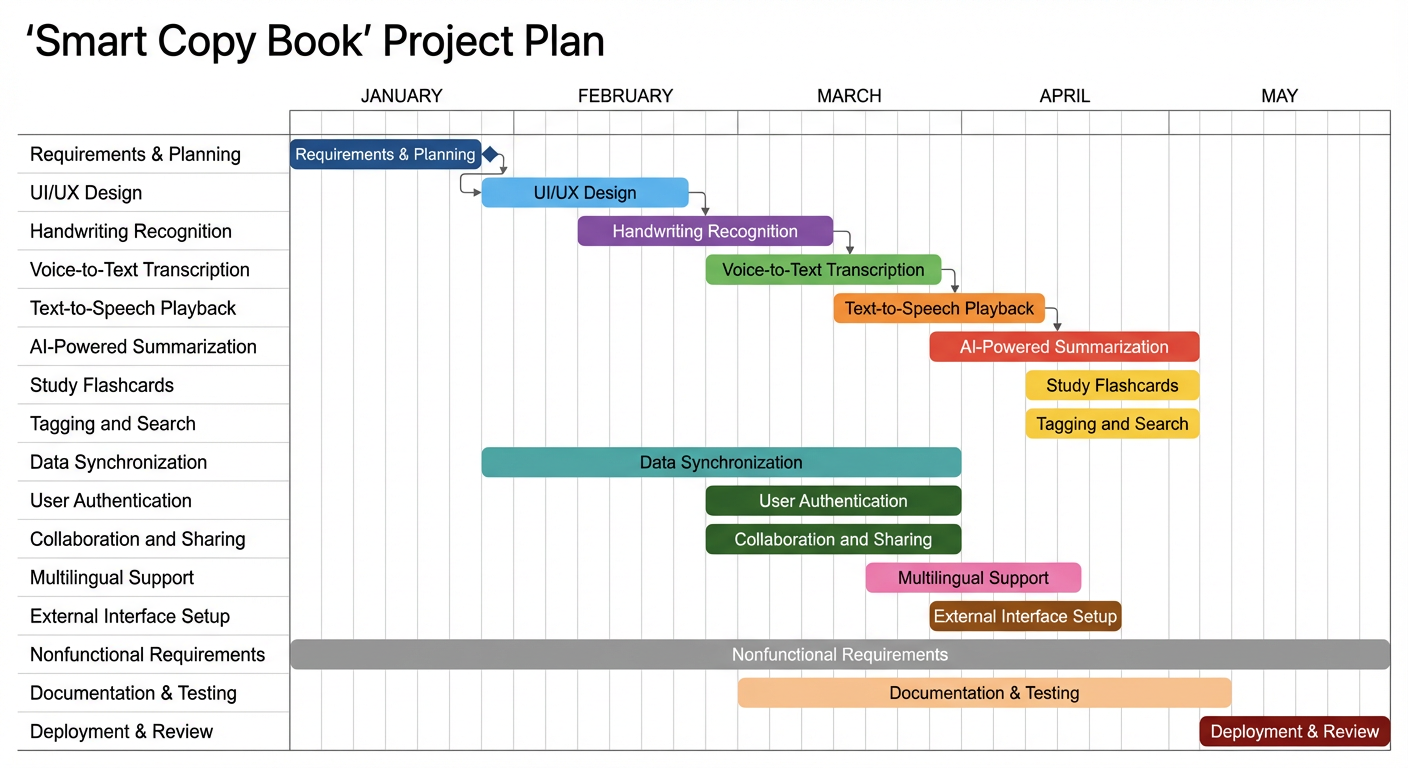 ‘Smart Copy Book’ Project Plan
JANUARY FEBRUARY MARCH APRIL MAY
Requirements & Planning Requirements & Planning
UI/UX Design UI/UX Design
Handwriting Recognition Handwriting Recognition
Voice-to-Text Transcription Voice-to-Text Transcription
Text-to-Speech Playback Text-to-Speech Playback
AI-Powered Summarization AI-Powered Summarization
Study Flashcards Study Flashcards
Tagging and Search Tagging and Search
Data Synchronization Data Synchronization
User Authentication User Authentication
Collaboration and Sharing Collaboration and Sharing
Multilingual Support Multilingual Support
External Interface Setup External Interface Setup
Nonfunctional Requirements Nonfunctional Requirements
Documentation & Testing Documentation & Testing
Deployment & Review Deployment & Review